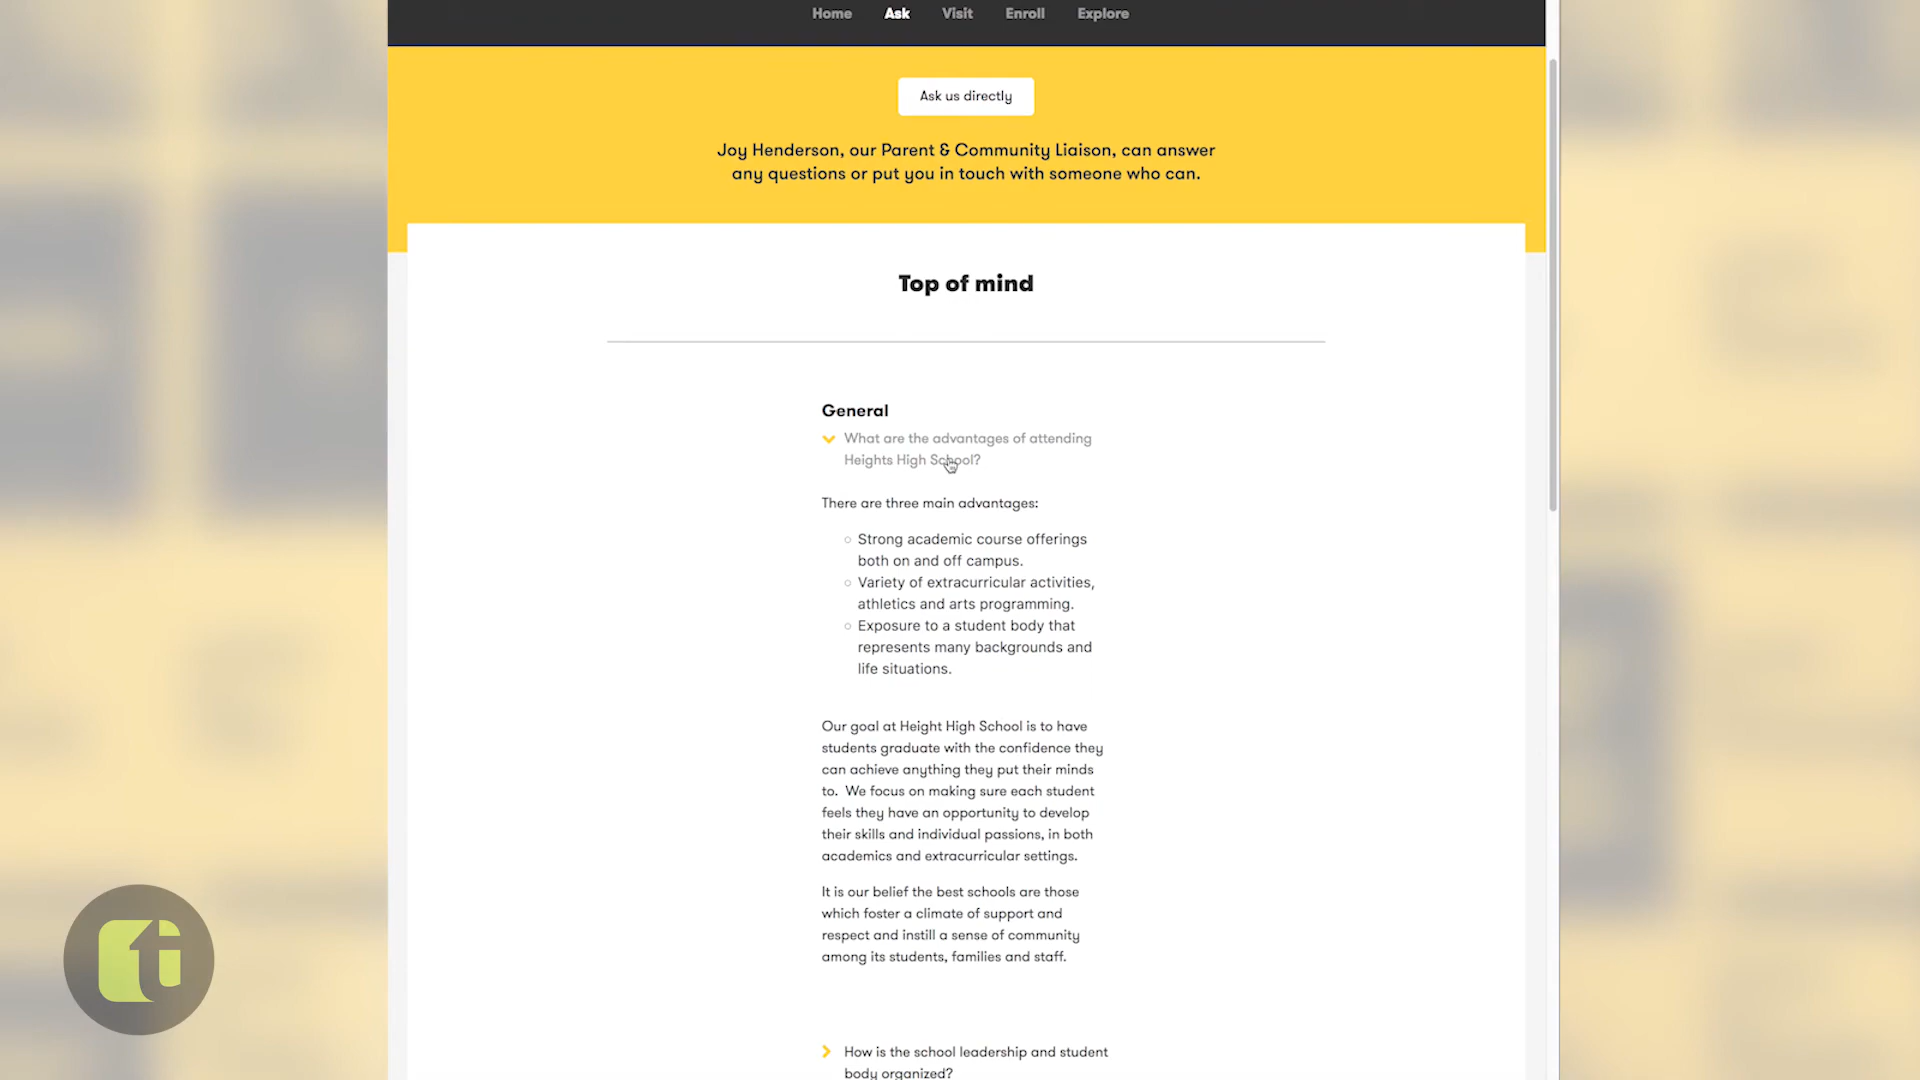 Home Ask Visit Enroll Explore
Ask us directly
Joy Henderson, our Parent & Community Liaison, can answer
any questions or put you in touch with someone who can.
Top of mind
General
What are the advantages of attending
Heights High School?
There are three main advantages:
Strong academic course offerings
both on and off campus.
Variety of extracurricular activities,
athletics and arts programming.
Exposure to a student body that
represents many backgrounds and
life situations.
Our goal at Height High School is to have
students graduate with the confidence they
can achieve anything they put their minds
to. We focus on making sure each student
feels they have an opportunity to develop
their skills and individual passions, in both
academics and extracurricular settings.
It is our belief the best schools are those
which foster a climate of support and
respect and instill a sense of community
among its students, families and staff.
How is the school leadership and student
body organized?
ti